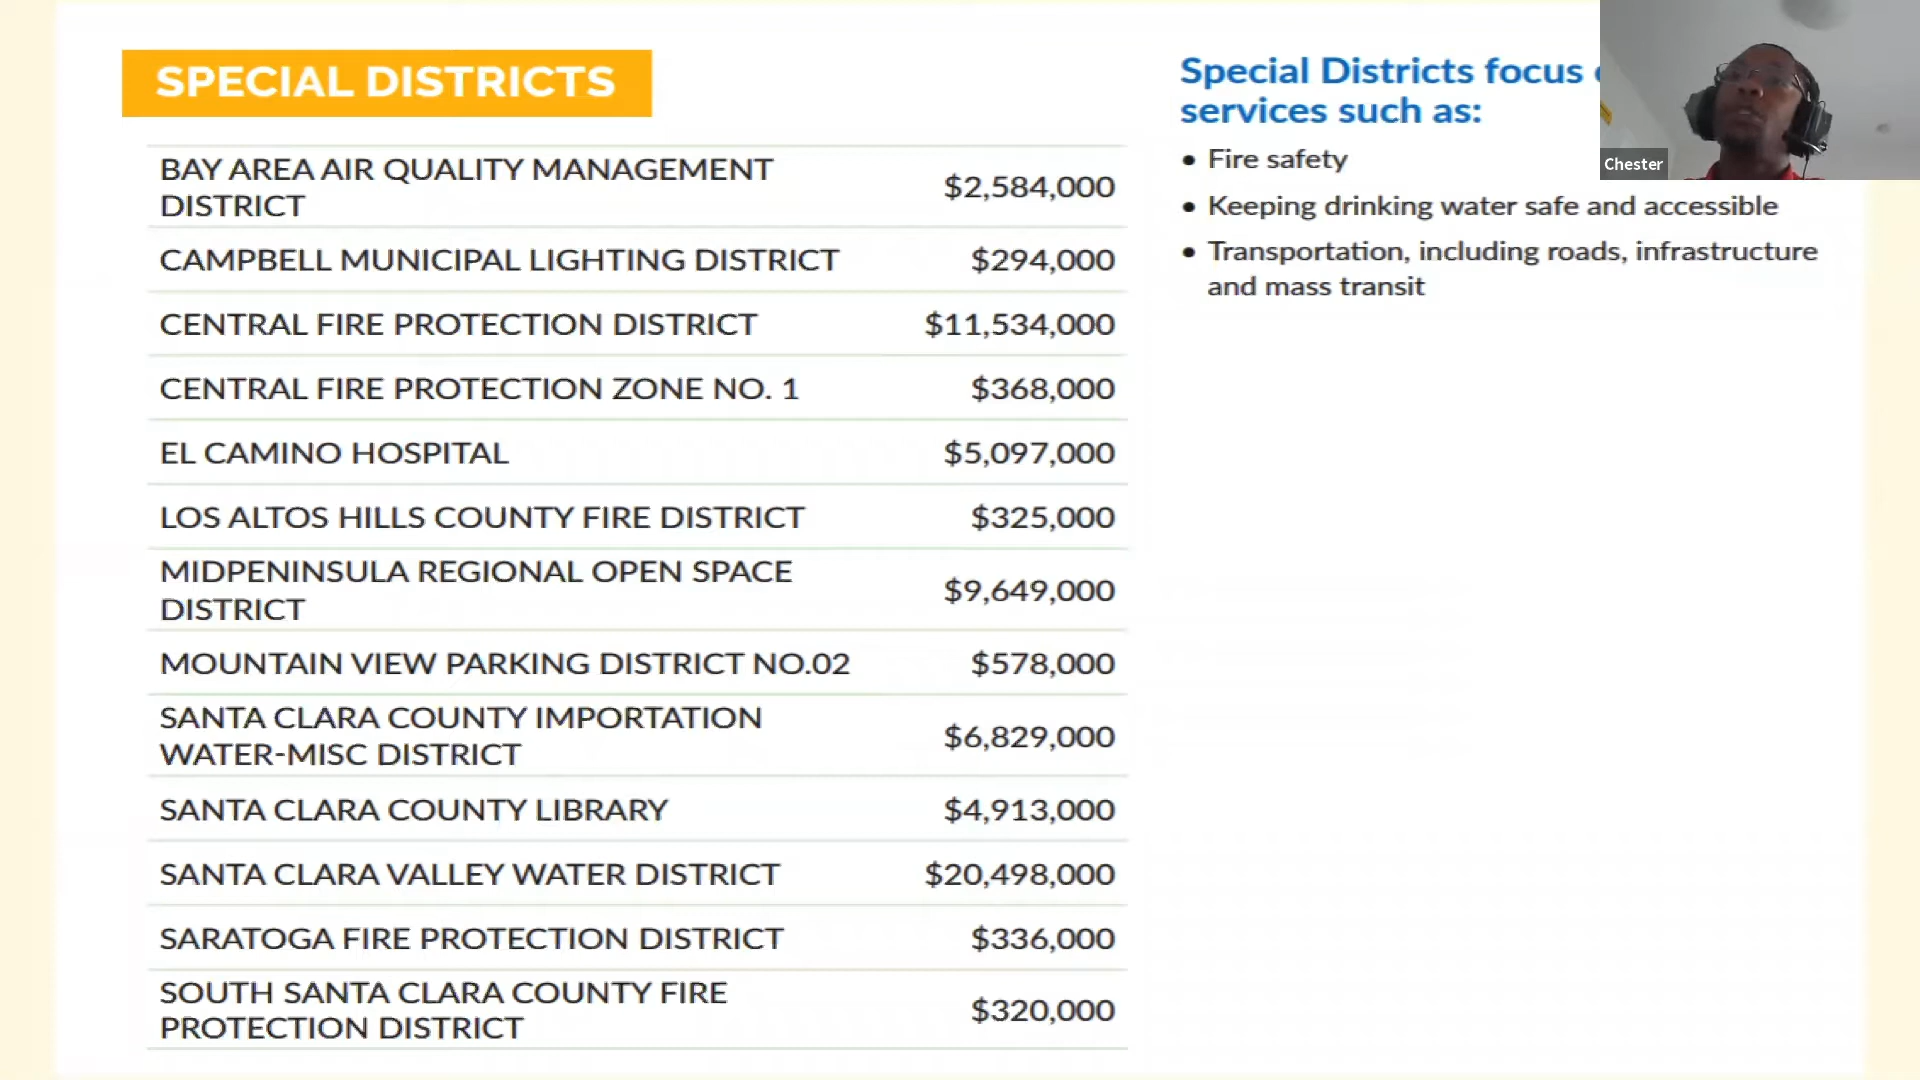 SPECIAL DISTRICTS
BAY AREA AIR QUALITY MANAGEMENT
DISTRICT
$2,584,000
CAMPBELL MUNICIPAL LIGHTING DISTRICT $294,000
CENTRAL FIRE PROTECTION DISTRICT $11,534,000
CENTRAL FIRE PROTECTION ZONE NO. 1 $368,000
EL CAMINO HOSPITAL $5,097,000
LOS ALTOS HILLS COUNTY FIRE DISTRICT $325,000
MIDPENINSULA REGIONAL OPEN SPACE
DISTRICT
$9,649,000
MOUNTAIN VIEW PARKING DISTRICT NO.02 $578,000
SANTA CLARA COUNTY IMPORTATION
WATER-MISC DISTRICT
$6,829,000
SANTA CLARA COUNTY LIBRARY $4,913,000
SANTA CLARA VALLEY WATER DISTRICT $20,498,000
SARATOGA FIRE PROTECTION DISTRICT $336,000
SOUTH SANTA CLARA COUNTY FIRE
PROTECTION DISTRICT
$320,000
Special Districts focus
services such as:
• Fire safety
• Keeping drinking water safe and accessible
• Transportation, including roads, infrastructure
and mass transit
Chester